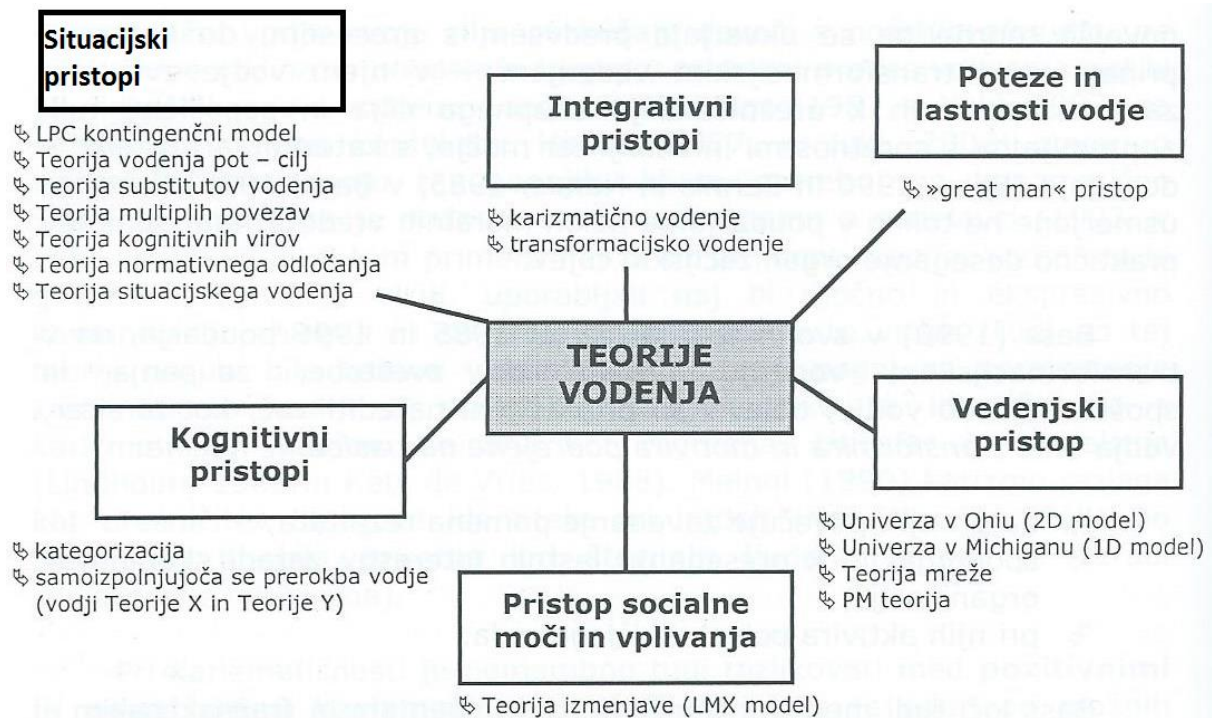 Situacijski
pristopi
↳ LPC kontingenčni model
↳ Teorija vodenja pot – cilj
↳ Teorija substitutov vodenja
↳ Teorija multiplih povezav
↳ Teorija kognitivnih virov
↳ Teorija normativnega odločanja
↳ Teorija situacijskega vodenja
Integrativni
pristopi
↳ karizmatično vodenje
↳ transformacijsko vodenje
Poteze in
lastnosti vodje
↳ »great man« pristop
TEORIJE
VODENJA
Kognitivni
pristopi
↳ kategorizacija
↳ samoizpolnjujoča se prerokba vodje
(vodji Teorije X in Teorije Y)
Vedenjski
pristop
↳ Univerza v Ohiu (2D model)
↳ Univerza v Michiganu (1D model)
↳ Teorija mreže
↳ PM teorija
Pristop socialne
moči in vplivanja
↳ Teorija izmenjave (LMX model)